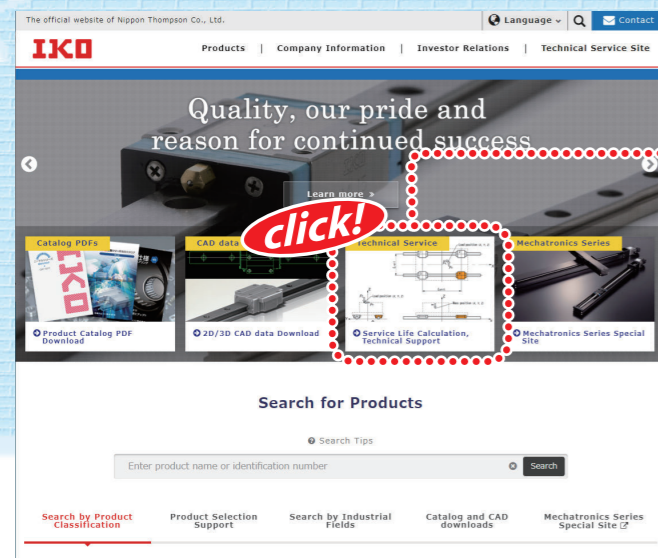 The official website of Nippon Thompson Co., Ltd.
Language
Contact
IKO
Products | Company Information | Investor Relations | Technical Service Site
Quality, our pride and
reason for continued success
Learn more »
click!
Catalog PDFs
CAD data
Technical Service
Mechatronics Series
IKO
Product Catalog PDF
Download
2D/3D CAD data Download
Service Life Calculation,
Technical Support
Mechatronics Series Special
Site
Search for Products
Search Tips
Enter product name or identification number
Search
Search by Product
Classification
Product Selection
Support
Search by Industrial
Fields
Catalog and CAD
downloads
Mechatronics Series
Special Site